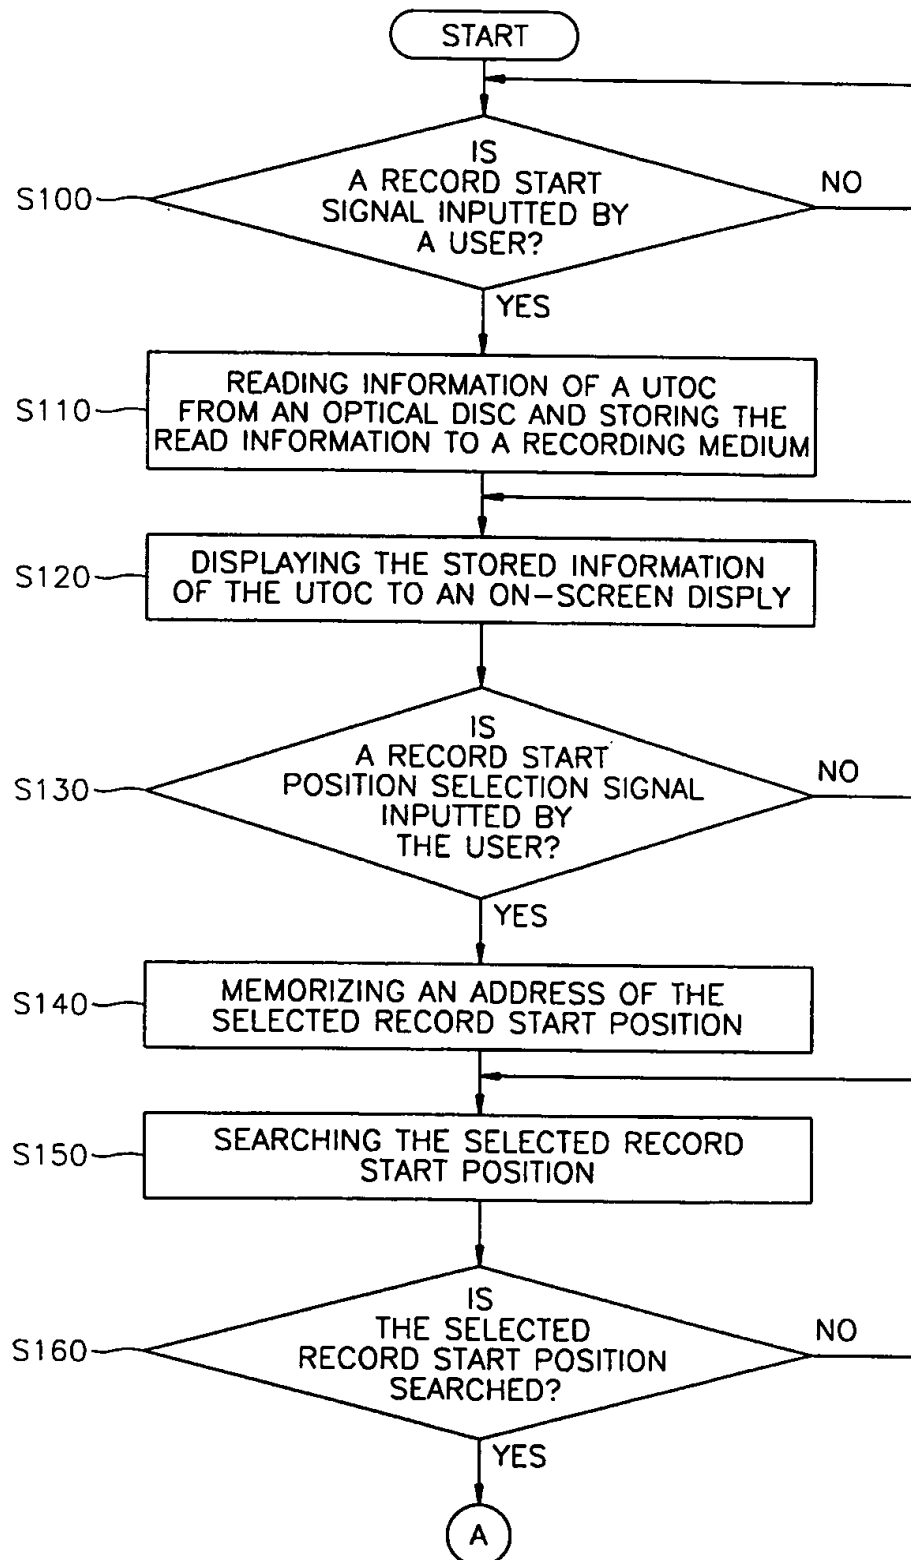 START
IS
A RECORD START
SIGNAL INPUTTED BY
A USER?
S100
NO
YES
READING INFORMATION OF A UTOC
FROM AN OPTICAL DISC AND STORING THE
READ INFORMATION TO A RECORDING MEDIUM
S110
DISPLAYING THE STORED INFORMATION
OF THE UTOC TO AN ON-SCREEN DISPLY
S120
IS
A RECORD START
POSITION SELECTION SIGNAL
INPUTTED BY
THE USER?
S130
NO
YES
MEMORIZING AN ADDRESS OF THE
SELECTED RECORD START POSITION
S140
SEARCHING THE SELECTED RECORD
START POSITION
S150
IS
THE SELECTED
RECORD START POSITION
SEARCHED?
S160
NO
YES
A